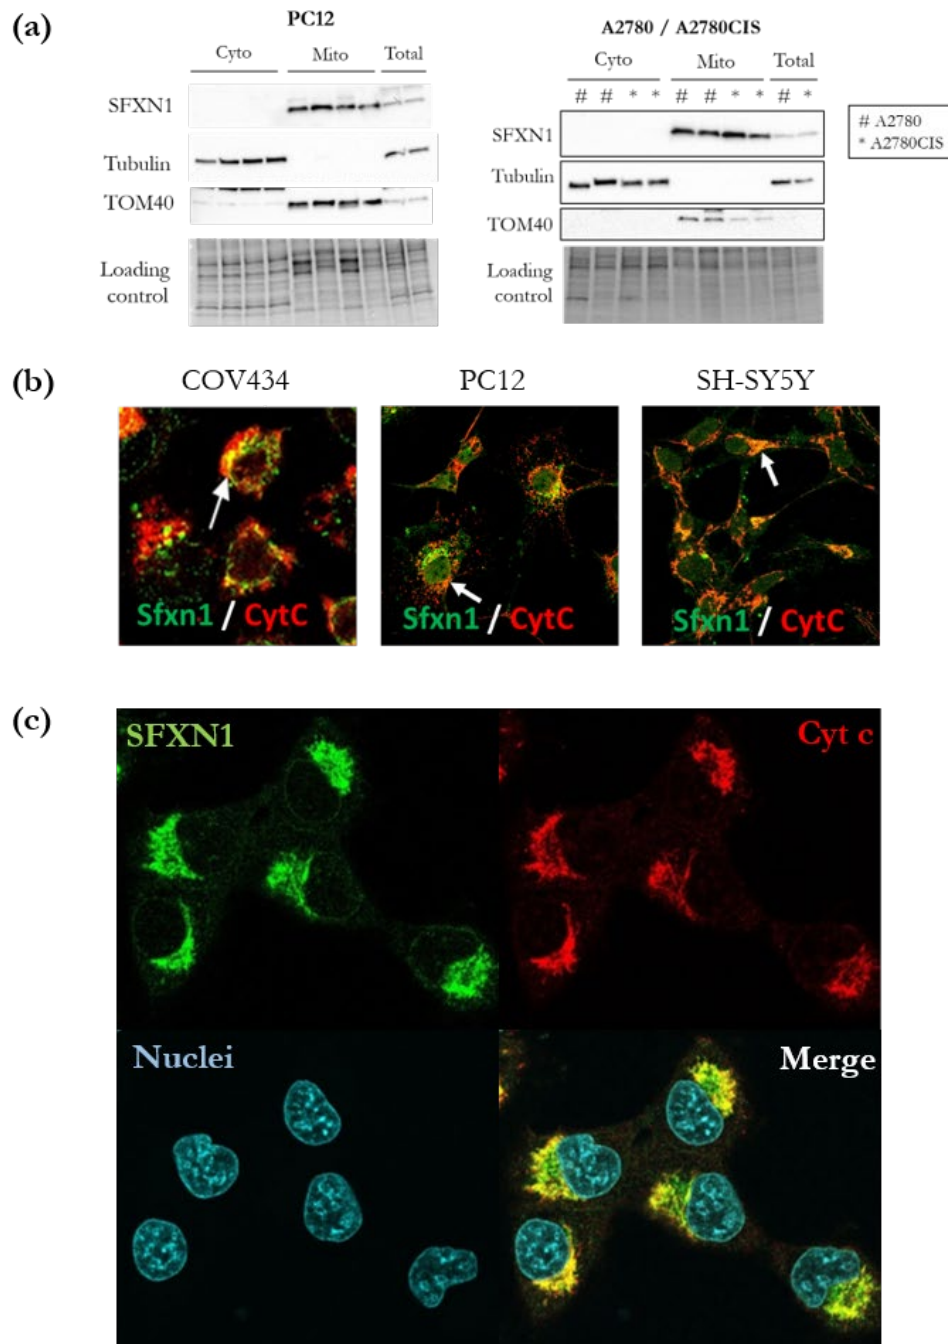 (a)
PC12
Cyto Mito Total
SFXN1
Tubulin
TOM40
Loading
control
A2780 / A2780CIS
Cyto Mito Total
# # * * # # * * # *
SFXN1
Tubulin
TOM40
Loading
control
# A2780
* A2780CIS
(b)
COV434 PC12 SH-SY5Y
Sfxn1 / CytC
Sfxn1 / CytC
Sfxn1 / CytC
(c)
SFXN1 Cyt c
Nuclei Merge